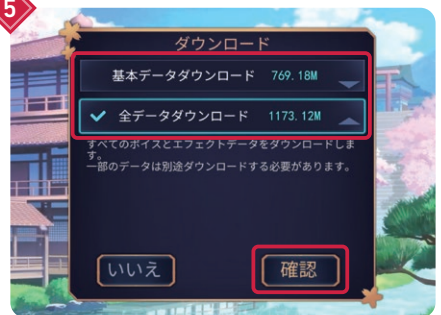 5
ダウンロード
基本データダウンロード 769.18M
全データダウンロード 1173.12M
すべてのボイスとエフェクトデータをダウンロードしま
す。
一部のデータは別途ダウンロードする必要があります。
いいえ 確認